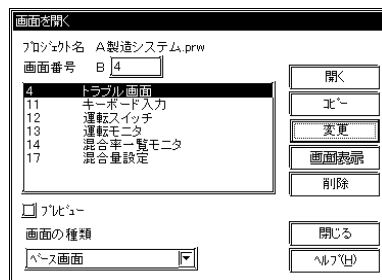 画面を開く
ﾌﾟﾛｼﾞｪｸﾄ名 A製造システム.prw
画面番号 B 4
4 トラブル画面
11 キーボード入力
12 運転スイッチ
13 運転モニタ
14 混合率一覧モニタ
17 混合量設定
開く
ｺﾋﾟｰ
変更
画面表示
削除
ﾌﾟﾚﾋﾞｭｰ
画面の種類
ﾍﾞｰｽ画面
閉じる
ﾍﾙﾌﾟ(H)